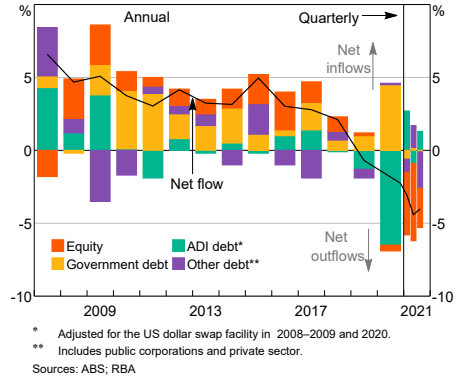 % Annual Quarterly %
Net
inflows
5 5
0 0
Net flow
-5 -5
Equity ADI debt*
Government debt Other debt**
Net
outflows
-10 -10
2009 2013 2017 2021
* Adjusted for the US dollar swap facility in 2008–2009 and 2020.
** Includes public corporations and private sector.
Sources: ABS; RBA